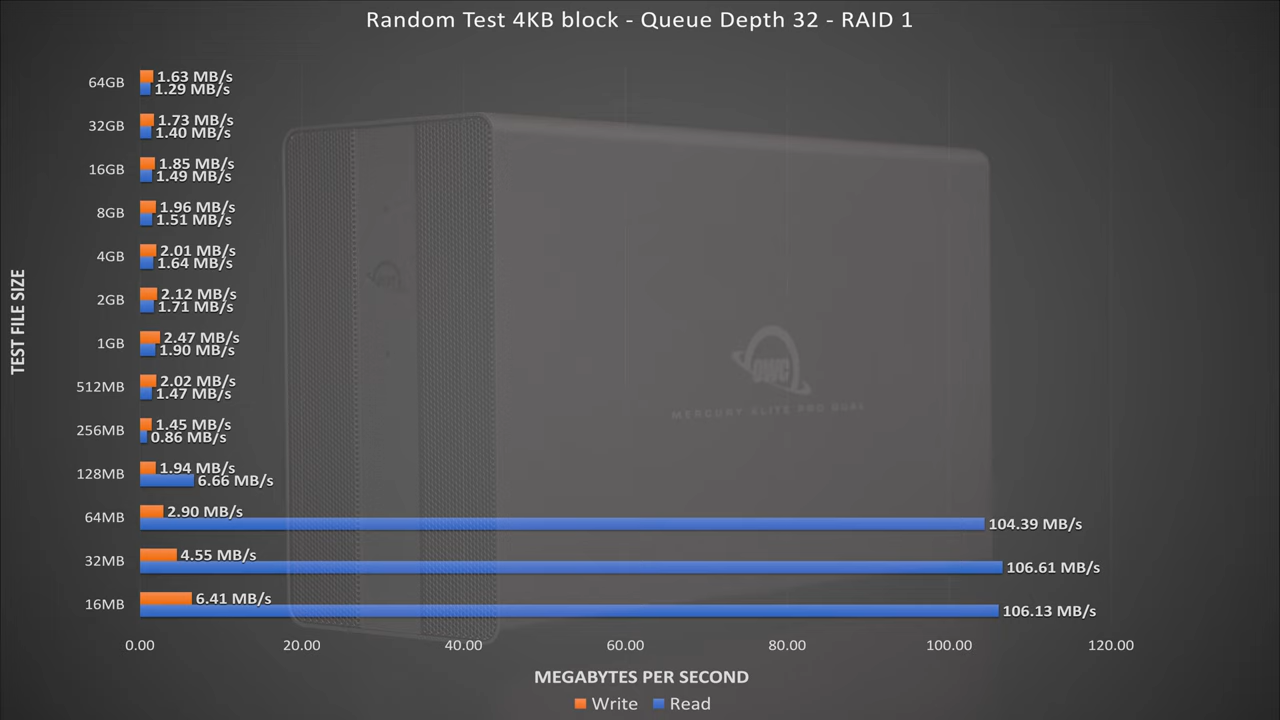 Random Test 4KB block - Queue Depth 32 - RAID 1
TEST FILE SIZE
64GB
1.63 MB/s
1.29 MB/s
32GB
1.73 MB/s
1.40 MB/s
16GB
1.85 MB/s
1.49 MB/s
8GB
1.96 MB/s
1.51 MB/s
4GB
2.01 MB/s
1.64 MB/s
2GB
2.12 MB/s
1.71 MB/s
1GB
2.47 MB/s
1.90 MB/s
512MB
2.02 MB/s
1.47 MB/s
256MB
1.45 MB/s
0.86 MB/s
128MB
1.94 MB/s
6.66 MB/s
64MB
2.90 MB/s
104.39 MB/s
32MB
4.55 MB/s
106.61 MB/s
16MB
6.41 MB/s
106.13 MB/s
0.00 20.00 40.00 60.00 80.00 100.00 120.00
MEGABYTES PER SECOND
Write Read
OWC
MERCURY ELITE PRO DUAL